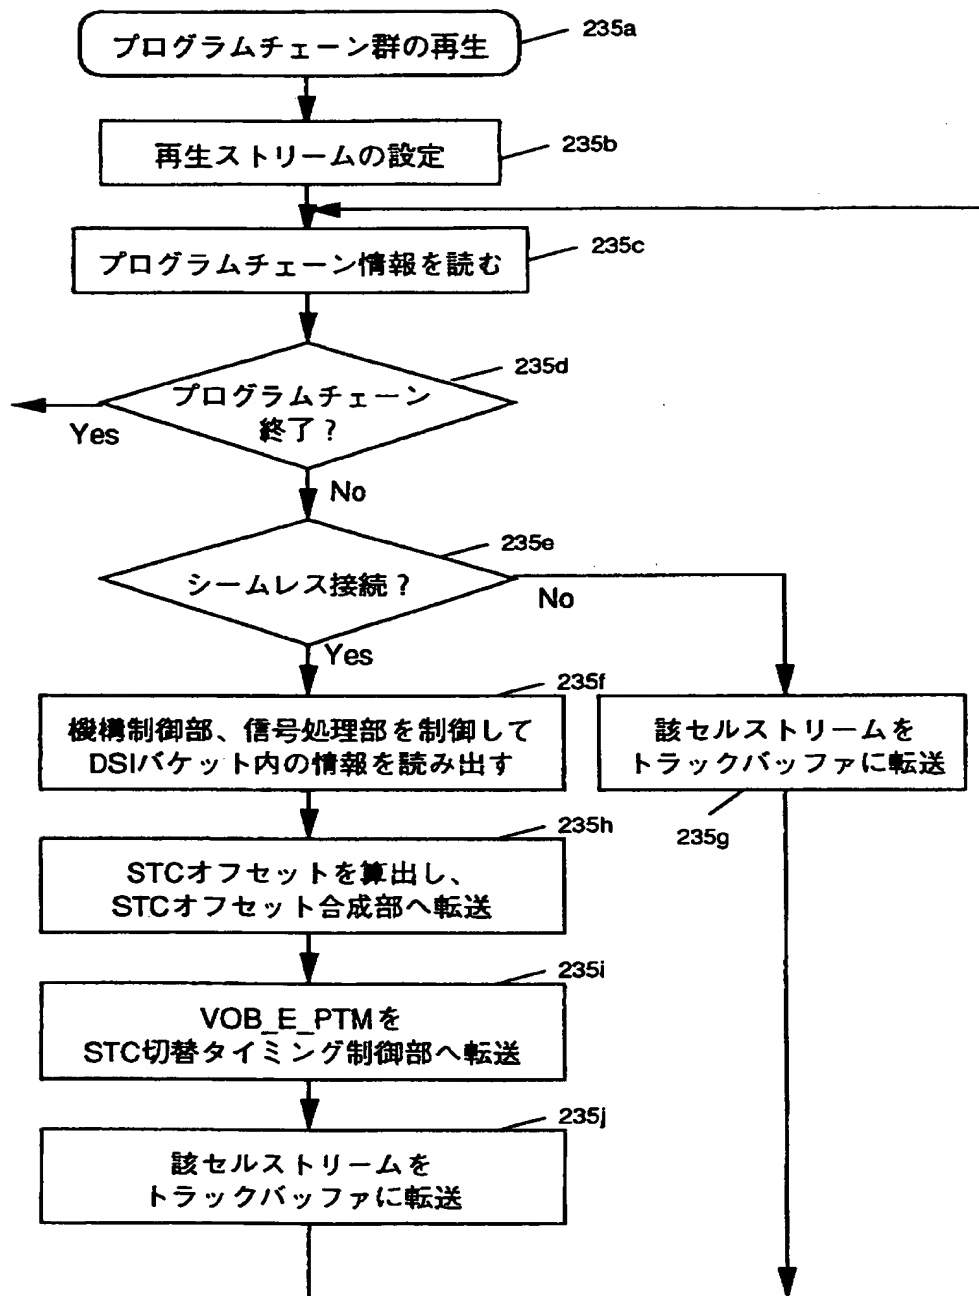 プログラムチェーン群の再生
235a
再生ストリームの設定
235b
プログラムチェーン情報を読む
235c
プログラムチェーン
終了?
235d
Yes
No
シームレス接続?
235e
No
Yes
機構制御部、信号処理部を制御して
DSIパケット内の情報を読み出す
235f
該セルストリームを
トラックバッファに転送
235g
STCオフセットを算出し、
STCオフセット合成部へ転送
235h
VOB_E_PTMを
STC切替タイミング制御部へ転送
235i
該セルストリームを
トラックバッファに転送
235j